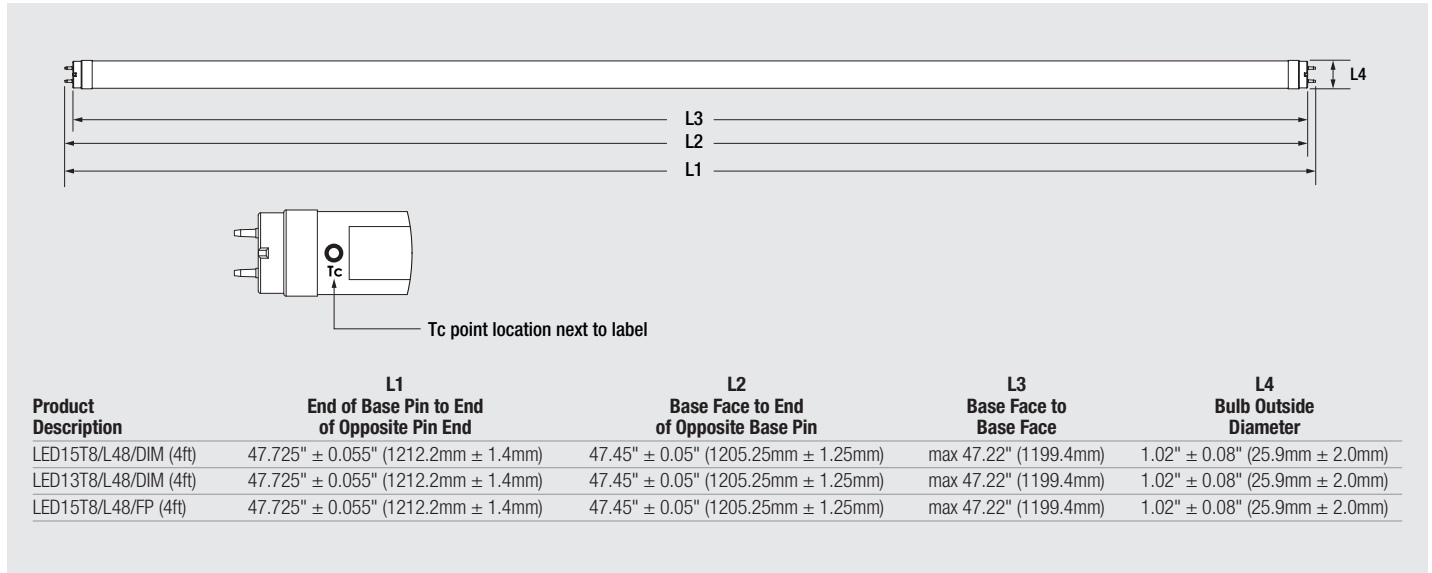 L4
L3
L2
L1
Tc
Tc point location next to label
Product
Description
L1
End of Base Pin to End
of Opposite Pin End
L2
Base Face to End
of Opposite Base Pin
L3
Base Face to
Base Face
L4
Bulb Outside
Diameter
LED15T8/L48/DIM (4ft) 47.725" ± 0.055" (1212.2mm ± 1.4mm) 47.45" ± 0.05" (1205.25mm ± 1.25mm) max 47.22" (1199.4mm) 1.02" ± 0.08" (25.9mm ± 2.0mm)
LED13T8/L48/DIM (4ft) 47.725" ± 0.055" (1212.2mm ± 1.4mm) 47.45" ± 0.05" (1205.25mm ± 1.25mm) max 47.22" (1199.4mm) 1.02" ± 0.08" (25.9mm ± 2.0mm)
LED15T8/L48/FP (4ft) 47.725" ± 0.055" (1212.2mm ± 1.4mm) 47.45" ± 0.05" (1205.25mm ± 1.25mm) max 47.22" (1199.4mm) 1.02" ± 0.08" (25.9mm ± 2.0mm)